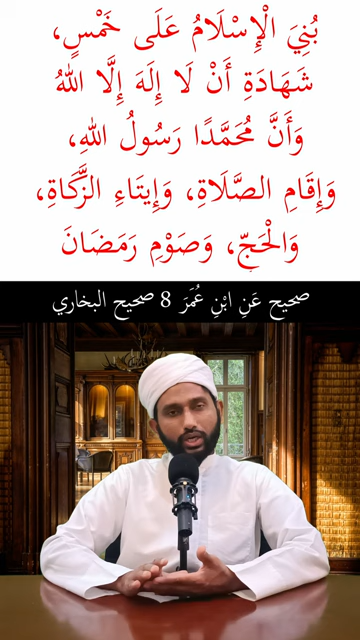 بُنِيَ الْإِسْلَامُ عَلَى خَمْسٍ،
شَهَادَةِ أَنْ لَا إِلَهَ إِلَّا اللهُ
وَأَنَّ مُحَمَّدًا رَسُولُ اللهِ،
وَإِقَامِ الصَّلَاةِ، وَإِيتَاءِ الزَّكَاةِ،
وَالْحَجِّ، وَصَوْمِ رَمَضَانَ
صحيح عَنِ ابْنِ عُمَرَ 8 صحيح البخاري